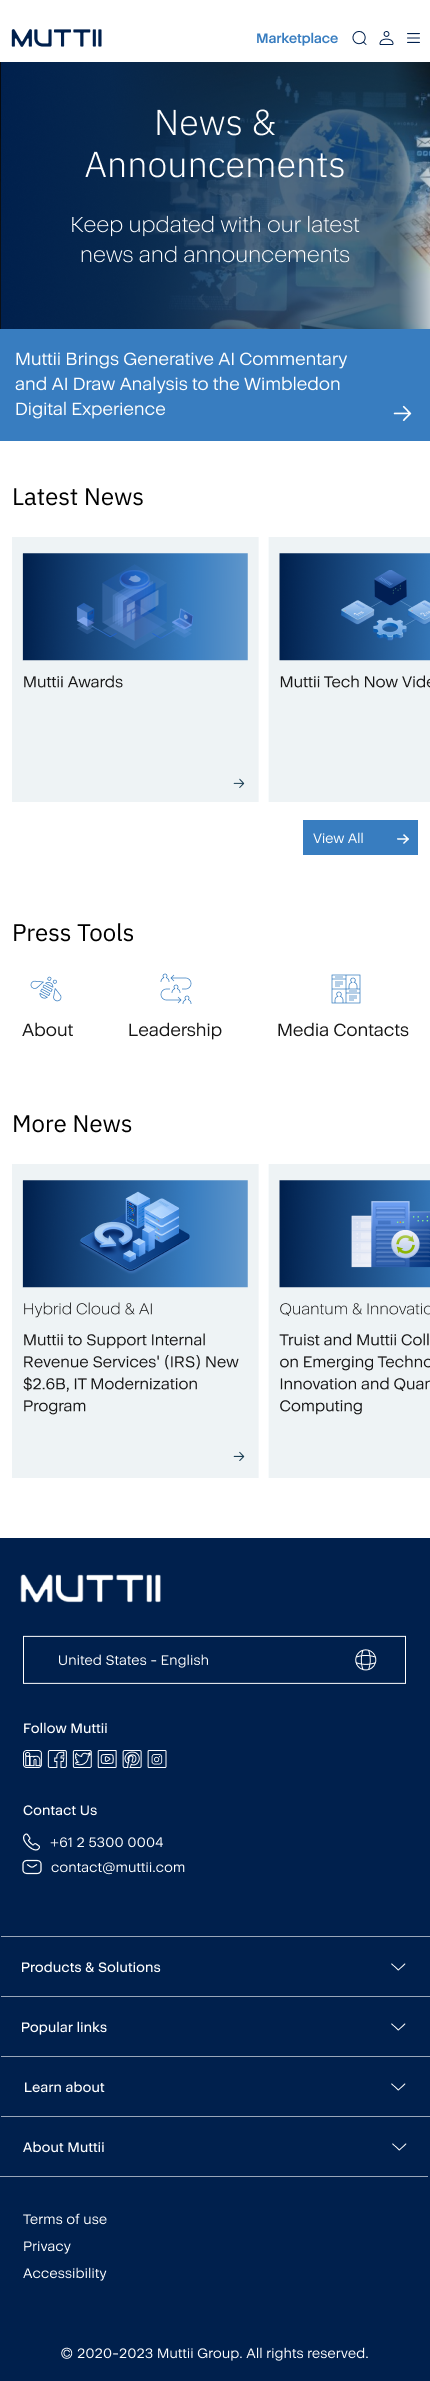 MUTTII
Marketplace
News &
Announcements
Keep updated with our latest
news and announcements
Muttii Brings Generative AI Commentary
and AI Draw Analysis to the Wimbledon
Digital Experience
Latest News
Muttii Awards
Muttii Tech Now Vide
View All
Press Tools
About
Leadership
Media Contacts
More News
Hybrid Cloud & AI
Muttii to Support Internal
Revenue Services' (IRS) New
$2.6B, IT Modernization
Program
Quantum & Innovatio
Truist and Muttii Coll
on Emerging Techno
Innovation and Quan
Computing
MUTTII
United States - English
Follow Muttii
Contact Us
+61 2 5300 0004
contact@muttii.com
Products & Solutions
Popular links
Learn about
About Muttii
Terms of use
Privacy
Accessibility
© 2020-2023 Muttii Group. All rights reserved.